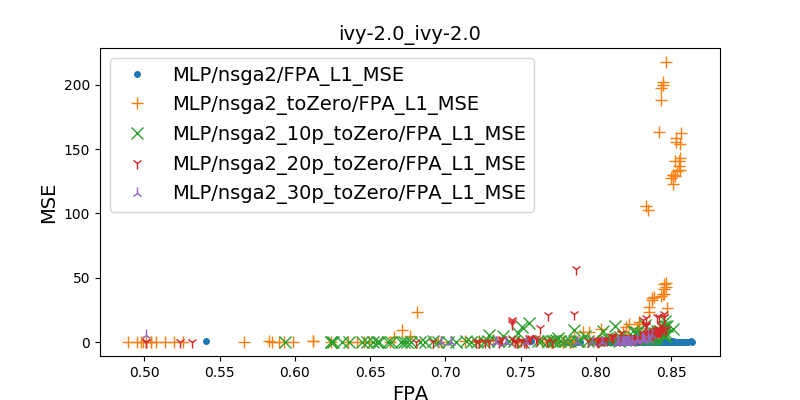 ivy-2.0_ivy-2.0
MLP/nsga2/FPA_L1_MSE
MLP/nsga2_toZero/FPA_L1_MSE
MLP/nsga2_10p_toZero/FPA_L1_MSE
MLP/nsga2_20p_toZero/FPA_L1_MSE
MLP/nsga2_30p_toZero/FPA_L1_MSE
MSE
200
150
100
50
0
0.50 0.55 0.60 0.65 0.70 0.75 0.80 0.85
FPA